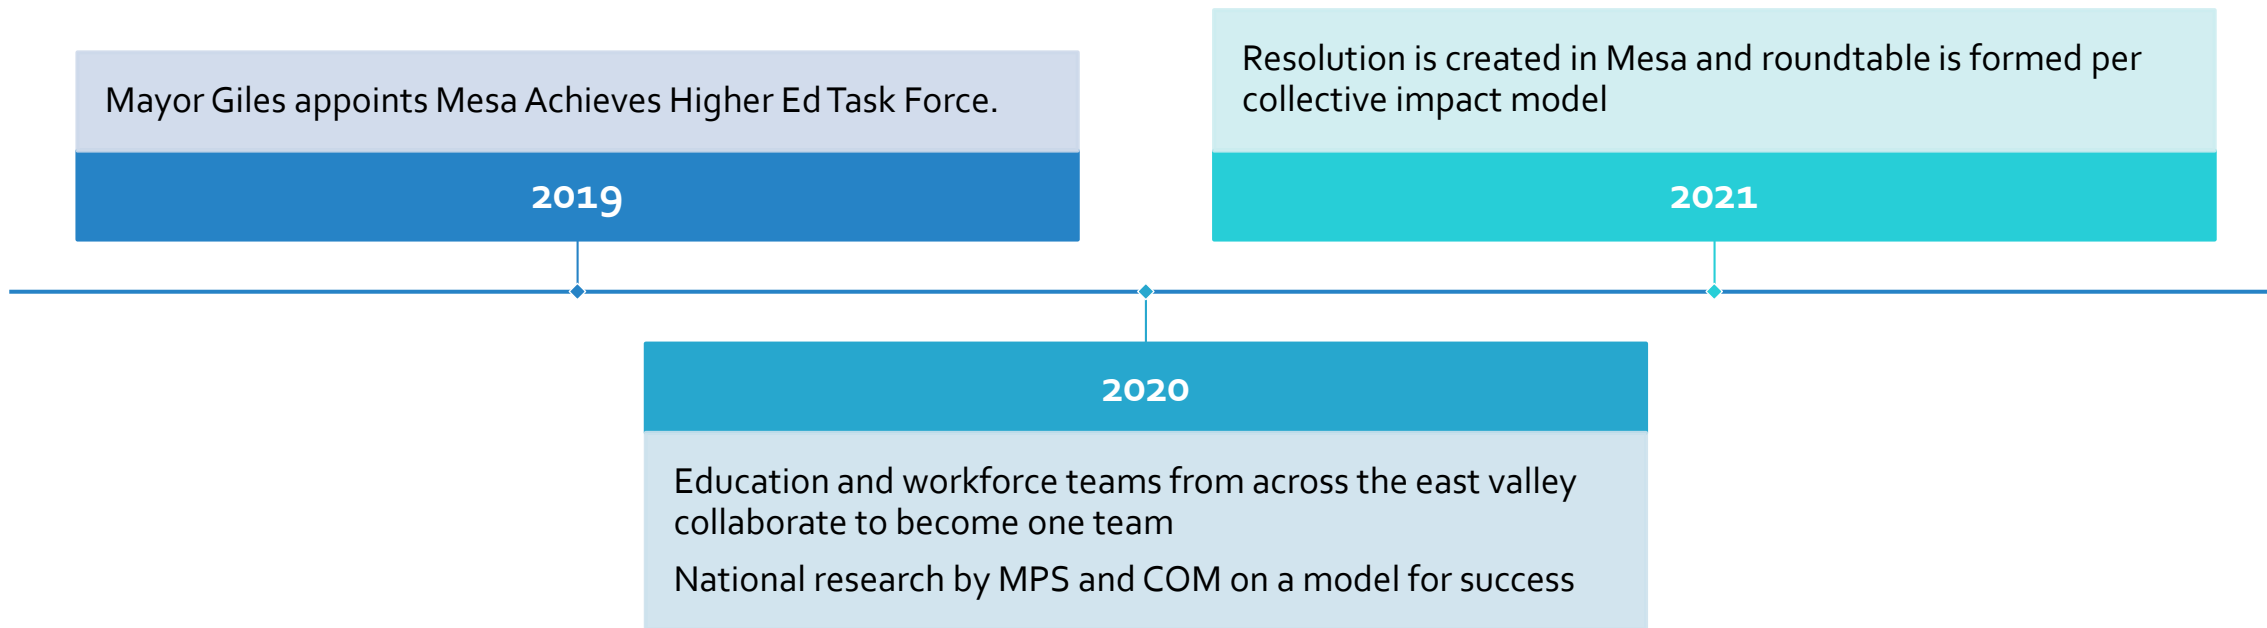 Mayor Giles appoints Mesa Achieves Higher Ed Task Force.
2019
2020
Education and workforce teams from across the east valley
collaborate to become one team
National research by MPS and COM on a model for success
Resolution is created in Mesa and roundtable is formed per
collective impact model
2021